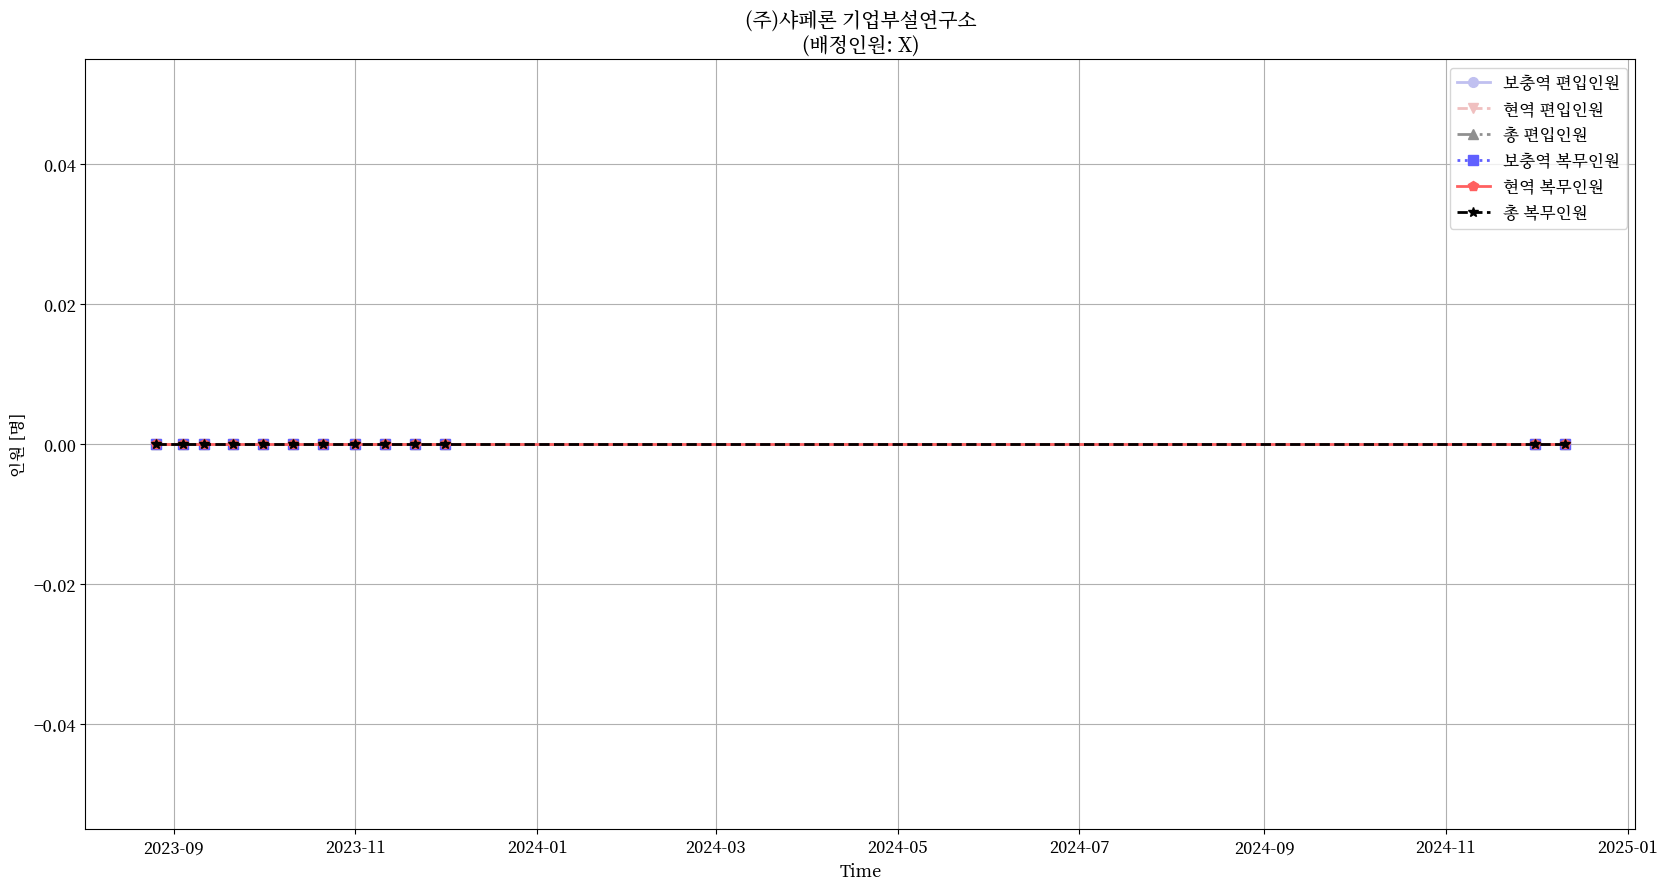 (주)샤페론 기업부설연구소
(배정인원: X)
보충역 편입인원
현역 편입인원
총 편입인원
보충역 복무인원
현역 복무인원
총 복무인원
0.04
0.02
0.00
−0.02
−0.04
인원 [명]
2023-09
2023-11
2024-01
2024-03
2024-05
2024-07
2024-09
2024-11
2025-01
Time